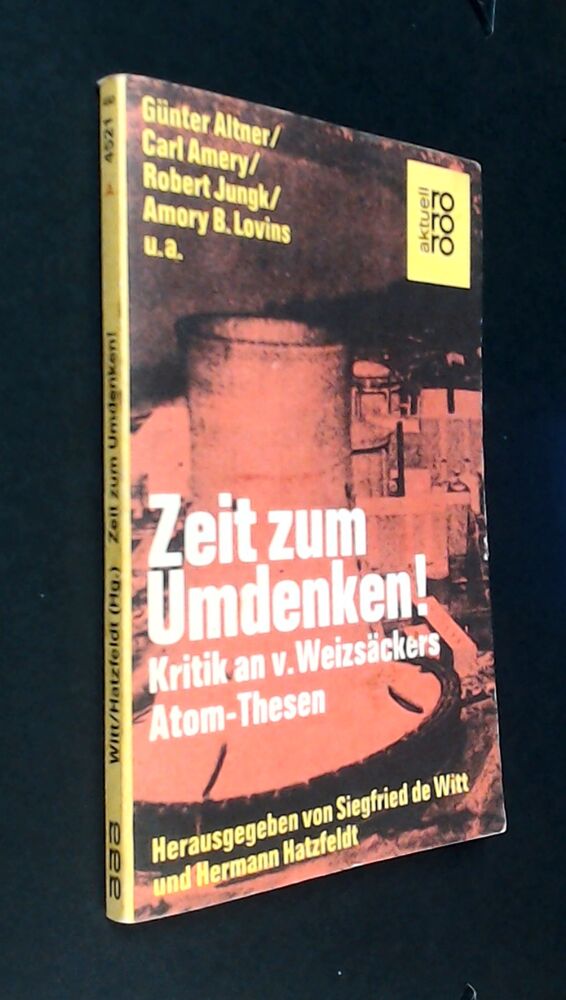 Günter Altner/
Carl Amery/
Robert Jungk/
Amory B. Lovins
u.a.
aktuell
ro
ro
ro
Zeit zum
Umdenken!
Kritik an v. Weizsäckers
Atom-Thesen
Herausgegeben von Siegfried de Witt
und Hermann Hatzfeldt
Witt/Hatzfeldt (Hg.) Zeit zum Umdenken! 4521